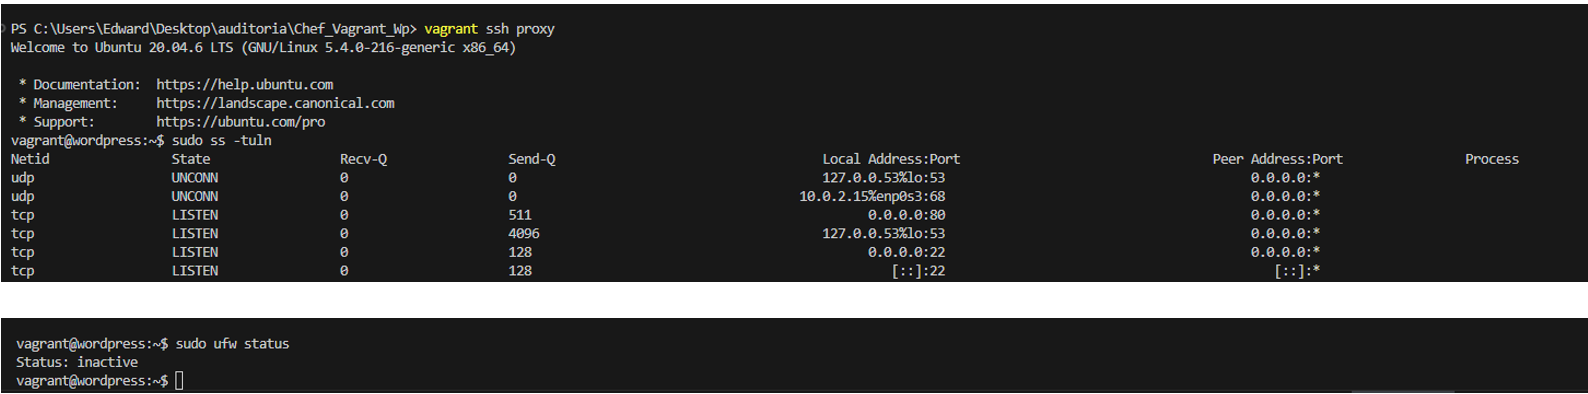 PS C:\Users\Edward\Desktop\auditoria\Chef_Vagrant_Wp> vagrant ssh proxy
Welcome to Ubuntu 20.04.6 LTS (GNU/Linux 5.4.0-216-generic x86_64)
* Documentation:  https://help.ubuntu.com
* Management:     https://landscape.canonical.com
* Support:        https://ubuntu.com/pro
vagrant@wordpress:~$ sudo ss -tuln
Netid State Recv-Q Send-Q Local Address:Port Peer Address:Port Process
udp UNCONN 0 0 127.0.0.53%lo:53 0.0.0.0:*
udp UNCONN 0 0 10.0.2.15%enp0s3:68 0.0.0.0:*
tcp LISTEN 0 511 0.0.0.0:80 0.0.0.0:*
tcp LISTEN 0 4096 127.0.0.53%lo:53 0.0.0.0:*
tcp LISTEN 0 128 0.0.0.0:22 0.0.0.0:*
tcp LISTEN 0 128 [::]:22 [::]:*
vagrant@wordpress:~$ sudo ufw status
Status: inactive
vagrant@wordpress:~$